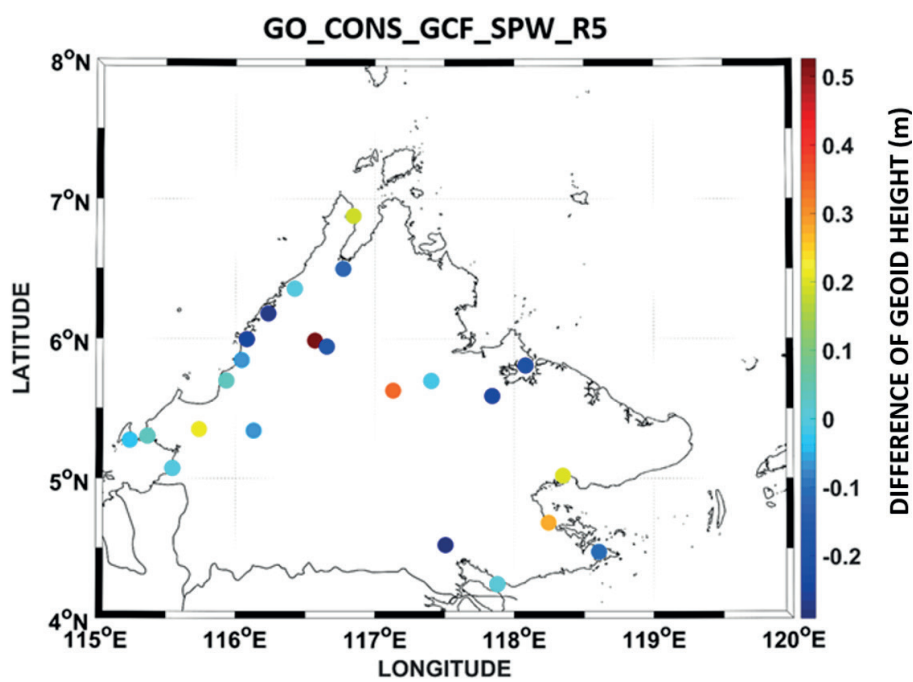 GO_CONS_GCF_SPW_R5
8°N
7°N
6°N
5°N
4°N
115°E
116°E
117°E
118°E
119°E
120°E
LATITUDE
LONGITUDE
0.5
0.4
0.3
0.2
0.1
0
-0.1
-0.2
DIFFERENCE OF GEOID HEIGHT (m)